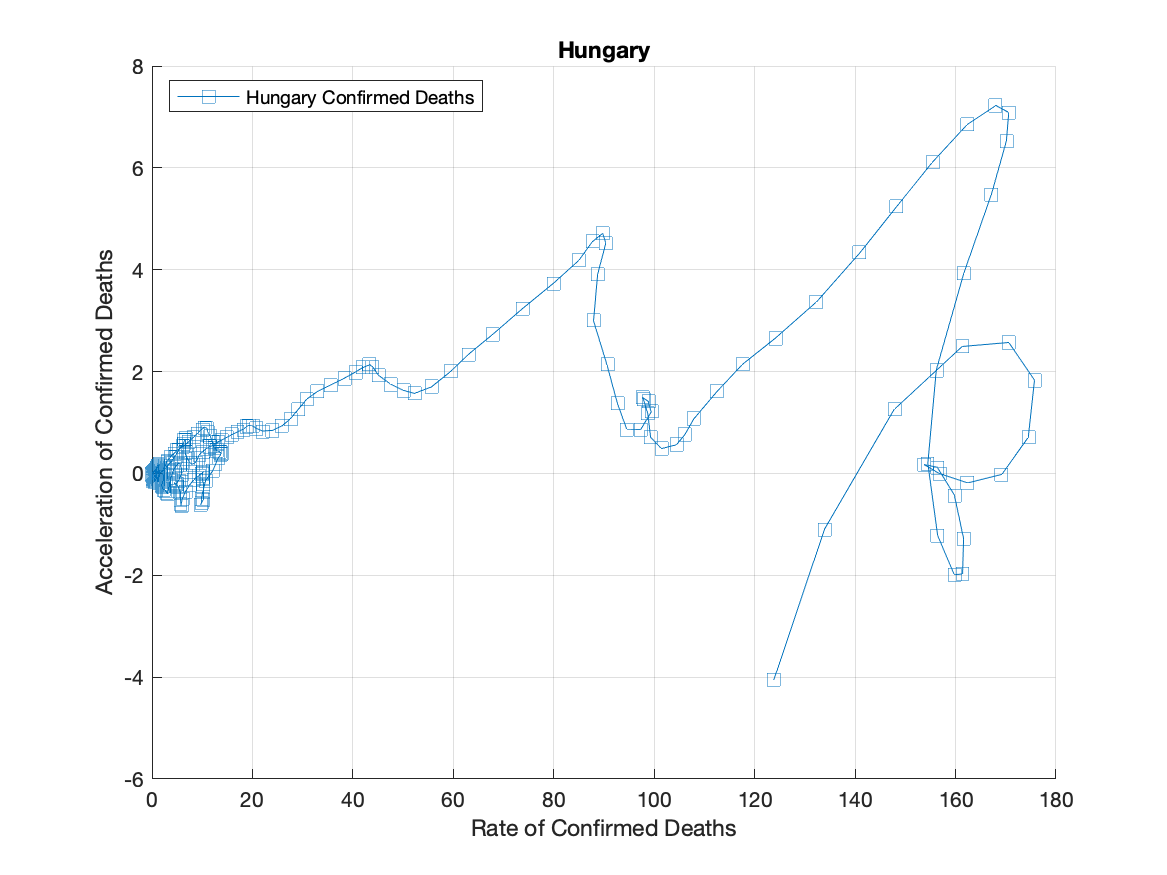 Hungary
Hungary Confirmed Deaths
8
6
4
2
0
-2
-4
-6
Acceleration of Confirmed Deaths
0 20 40 60 80 100 120 140 160 180
Rate of Confirmed Deaths